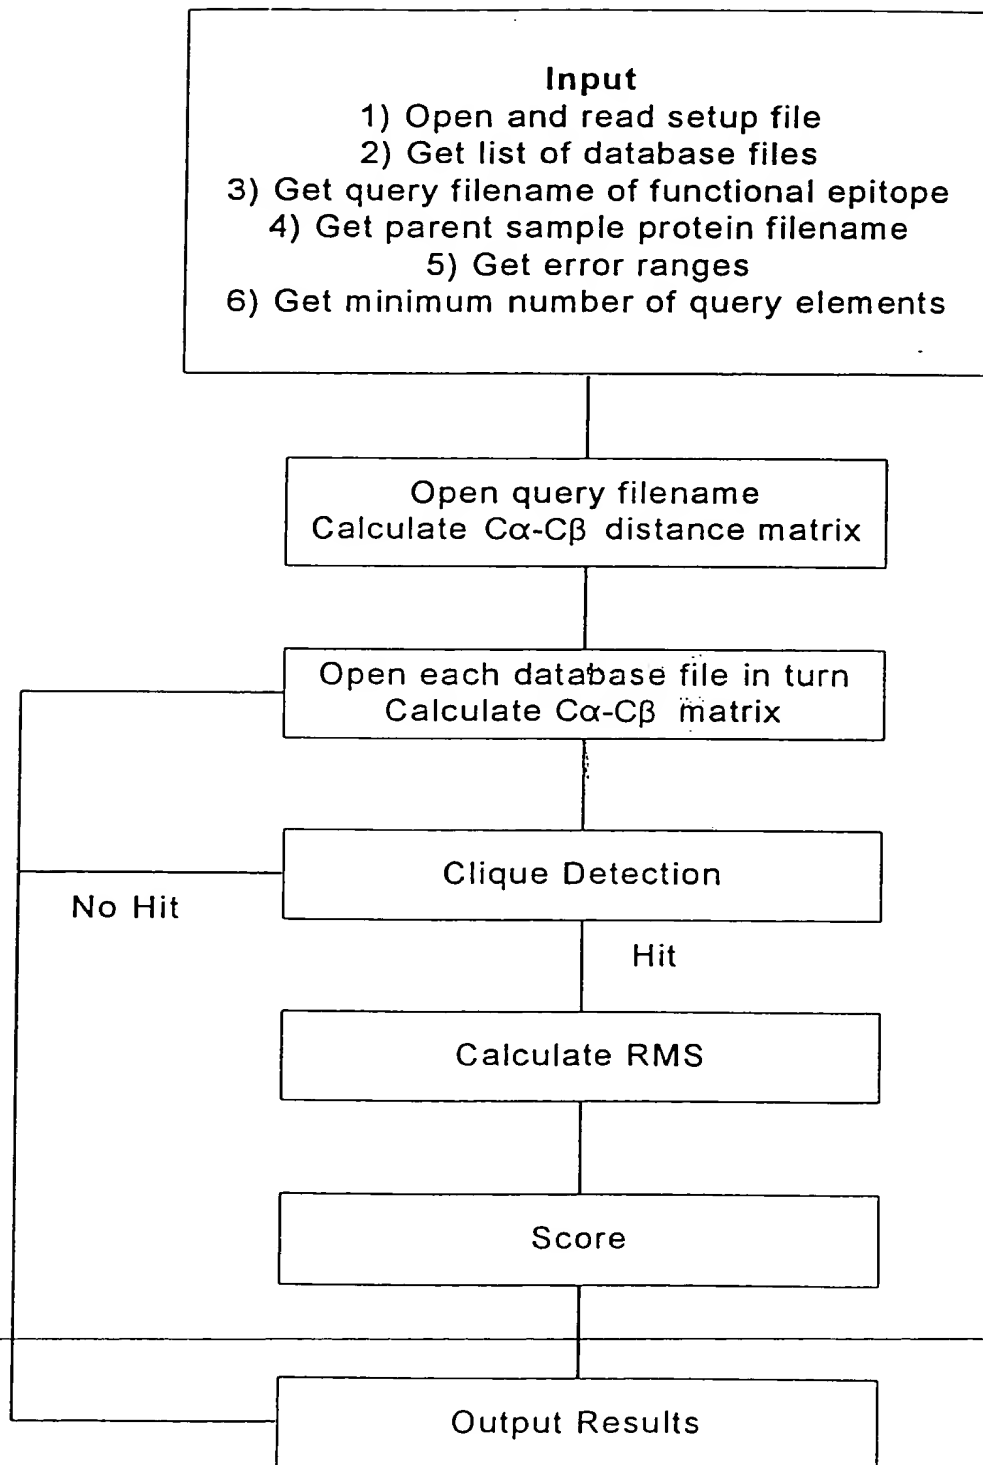 Input
1) Open and read setup file
2) Get list of database files
3) Get query filename of functional epitope
4) Get parent sample protein filename
5) Get error ranges
6) Get minimum number of query elements
Open query filename
Calculate Cα-Cβ distance matrix
Open each database file in turn
Calculate Cα-Cβ matrix
Clique Detection
No Hit
Hit
Calculate RMS
Score
Output Results